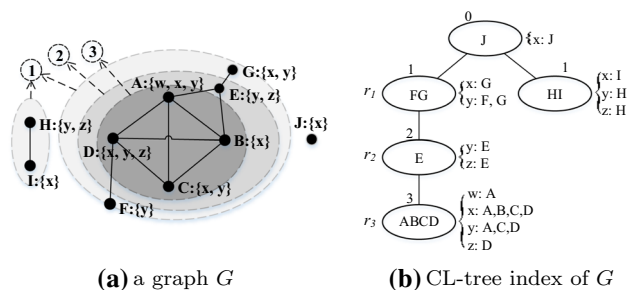 1
2
3
G:{x, y}
A:{w, x, y}
E:{y, z}
H:{y, z}
J:{x}
B:{x}
D:{x, y, z}
I:{x}
C:{x, y}
F:{y}
(a) a graph G
0
J
x: J
1
r1
FG
x: G
y: F, G
1
HI
x: I
y: H
z: H
2
r2
E
y: E
z: E
3
r3
ABCD
w: A
x: A,B,C,D
y: A,C,D
z: D
(b) CL-tree index of G